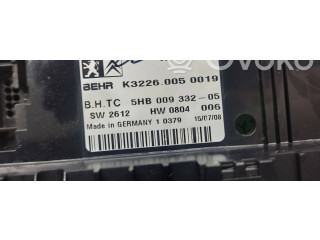 BEHR K3226.005 0019
B.H.TC 5HB 009 332-05
SW 2612 HW 0804 006
Made in GERMANY 1 0379 15/07/08
OVOKO